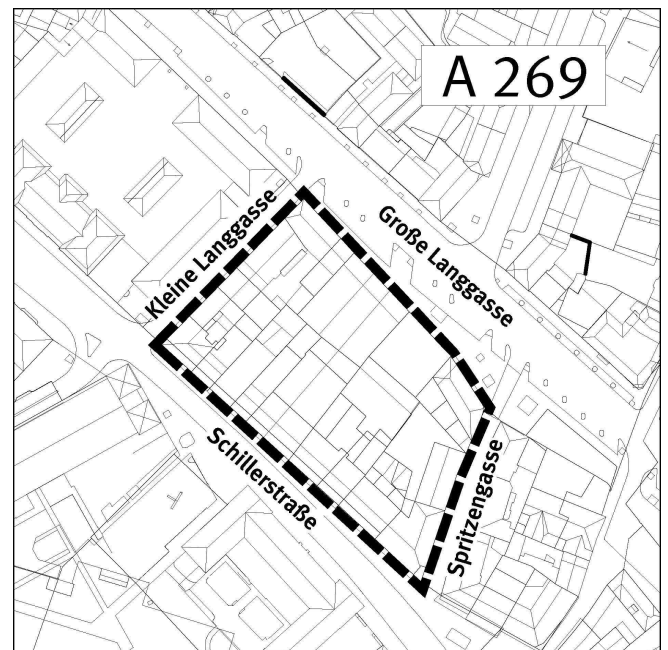 A 269
Kleine Langgasse
Große Langgasse
Schillerstraße
Spritzengasse